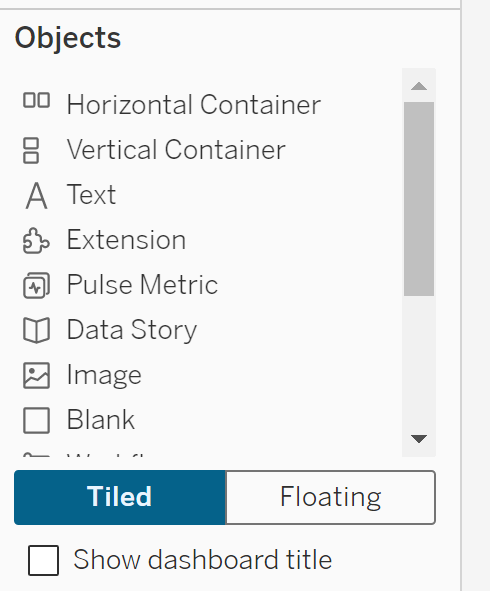 Objects
Horizontal Container
Vertical Container
Text
Extension
Pulse Metric
Data Story
Image
Blank
Tiled
Floating
Show dashboard title